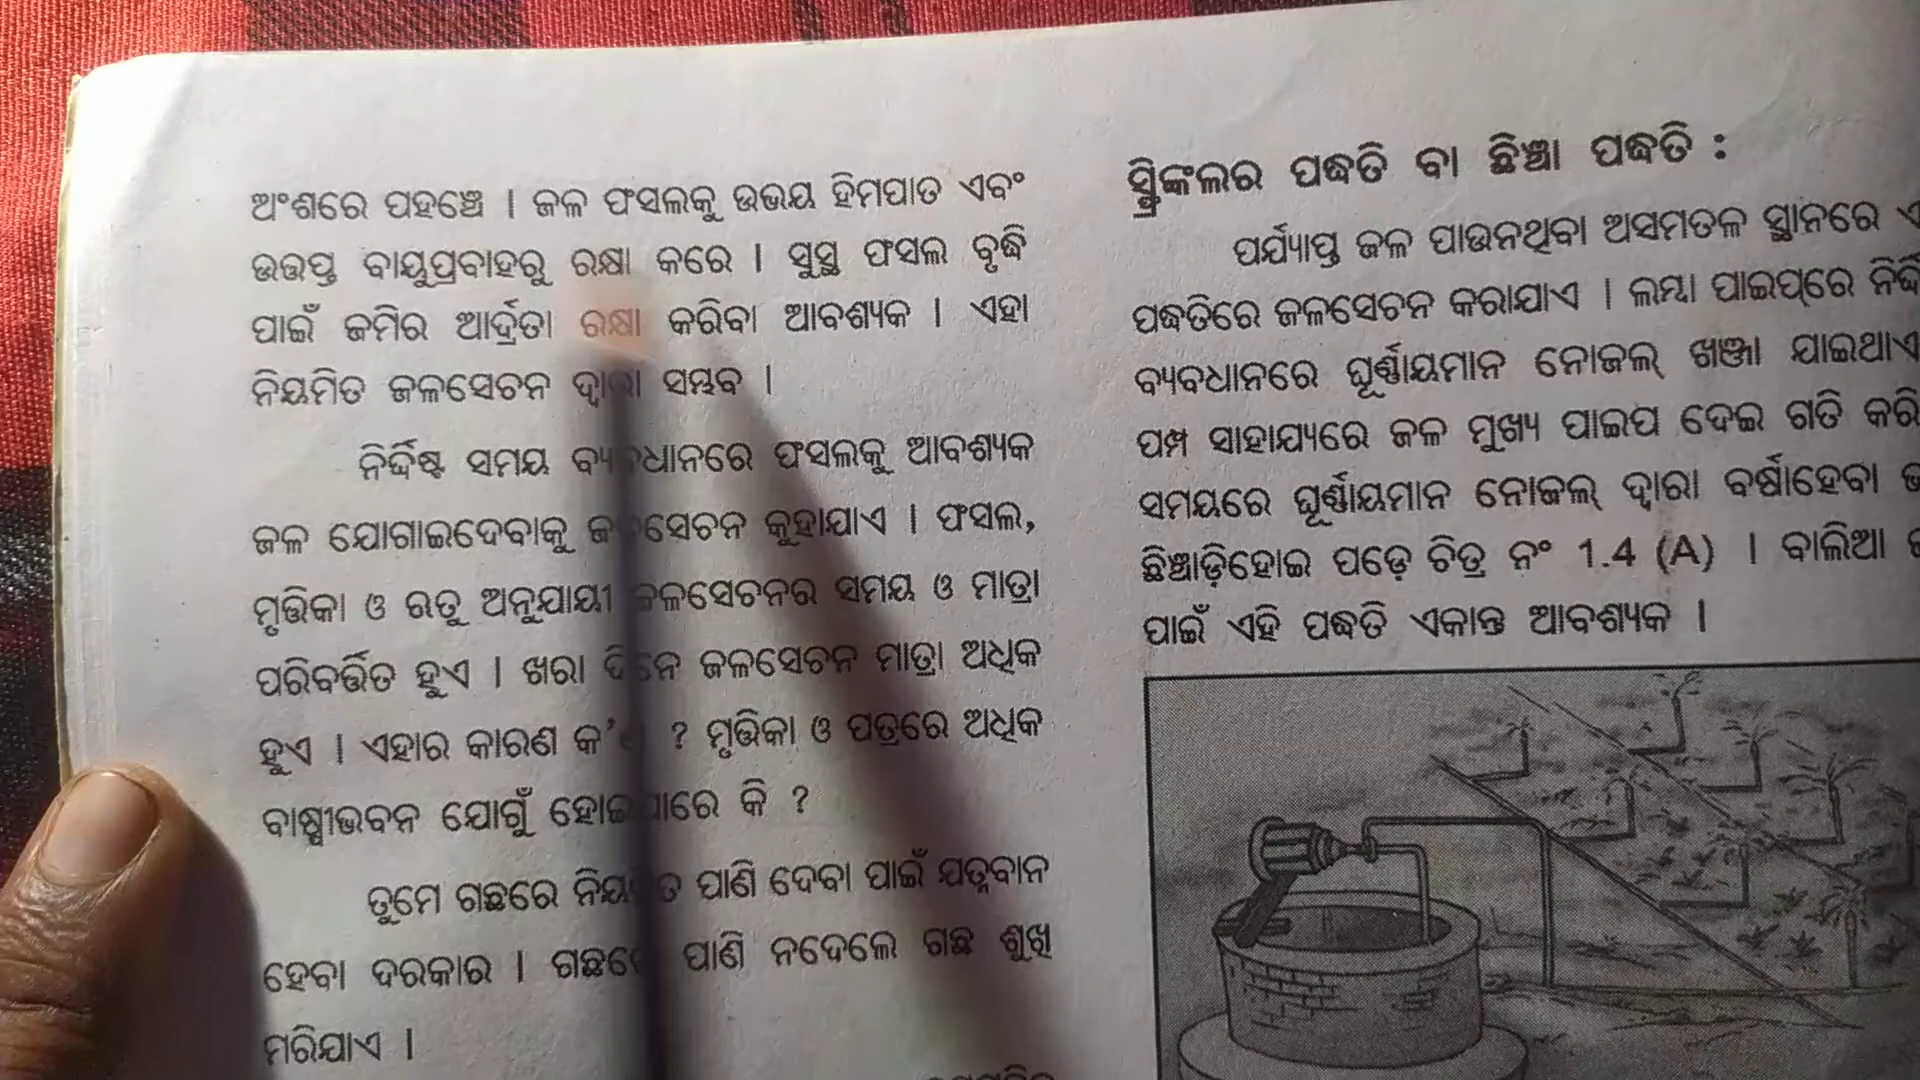 ଅଂଶରେ ପହଞ୍ଚେ । ଜଳ ଫସଲକୁ ଉଭୟ ହିମପାତ ଏବଂ
ଉତ୍ତପ୍ତ ବାୟୁପ୍ରବାହରୁ ରକ୍ଷା କରେ । ସୁସ୍ଥ ଫସଲ ବୃଦ୍ଧି
ପାଇଁ ଜମିର ଆର୍ଦ୍ରତା ରକ୍ଷା କରିବା ଆବଶ୍ୟକ । ଏହା
ନିୟମିତ ଜଳସେଚନ ଦ୍ୱାରା ସମ୍ଭବ ।
ନିର୍ଦ୍ଦିଷ୍ଟ ସମୟ ବ୍ୟବଧାନରେ ଫସଲକୁ ଆବଶ୍ୟକ
ଜଳ ଯୋଗାଇଦେବାକୁ ଜଳସେଚନ କୁହାଯାଏ । ଫସଲ,
ମୃତ୍ତିକା ଓ ଋତୁ ଅନୁଯାୟୀ ଜଳସେଚନର ସମୟ ଓ ମାତ୍ରା
ପରିବର୍ତ୍ତିତ ହୁଏ । ଖରା ଦିନେ ଜଳସେଚନ ମାତ୍ରା ଅଧିକ
ହୁଏ । ଏହାର କାରଣ ? ମୃତ୍ତିକା ଓ ପତ୍ରରେ ଅଧିକ
ବାଷ୍ପୀଭବନ ଯୋଗୁଁ ହୋଇପାରେ କି ?
ତୁମେ ଗଛରେ ନିୟମିତ ପାଣି ଦେବା ପାଇଁ ଯତ୍ନବାନ
ହେବା ଦରକାର । ଗଛରେ ପାଣି ନଦେଲେ ଗଛ ଶୁଖି
ମରିଯାଏ ।
ସ୍ପ୍ରିଙ୍କଲର ପଦ୍ଧତି ବା ଛିଞ୍ଚା ପଦ୍ଧତି :
ପର୍ଯ୍ୟାପ୍ତ ଜଳ ପାଉନଥିବା ଅସମତଳ ସ୍ଥାନରେ
ପଦ୍ଧତିରେ ଜଳସେଚନ କରାଯାଏ । ଲମ୍ବା ପାଇପ୍‌ରେ
ବ୍ୟବଧାନରେ ଘୂର୍ଣ୍ଣାୟମାନ ନୋଜଲ୍ ଖଞ୍ଜା ଯାଇଥାଏ
ପମ୍ପ ସାହାଯ୍ୟରେ ଜଳ ମୁଖ୍ୟ ପାଇପ ଦେଇ ଗତି
ସମୟରେ ଘୂର୍ଣ୍ଣାୟମାନ ନୋଜଲ୍ ଦ୍ୱାରା ବର୍ଷାହେବା
ଛିଞ୍ଚାଡ଼ିହୋଇ ପଡ଼େ ଚିତ୍ର ନଂ 1.4 (A) । ବାଲିଆ
ପାଇଁ ଏହି ପଦ୍ଧତି ଏକାନ୍ତ ଆବଶ୍ୟକ ।